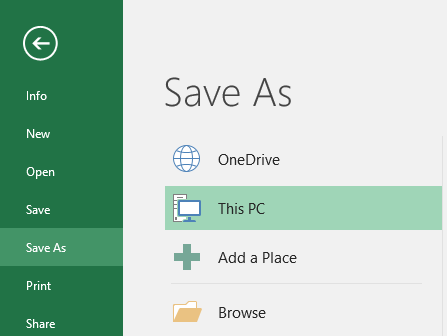 Info
New
Open
Save
Save As
Print
Share
Save As
OneDrive
This PC
Add a Place
Browse